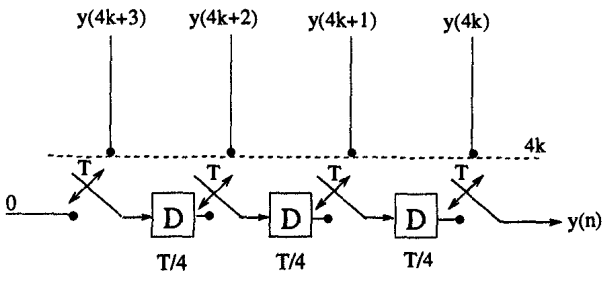 y(4k+3) y(4k+2) y(4k+1) y(4k)
4k
T T T T
0 D D D y(n)
T/4 T/4 T/4